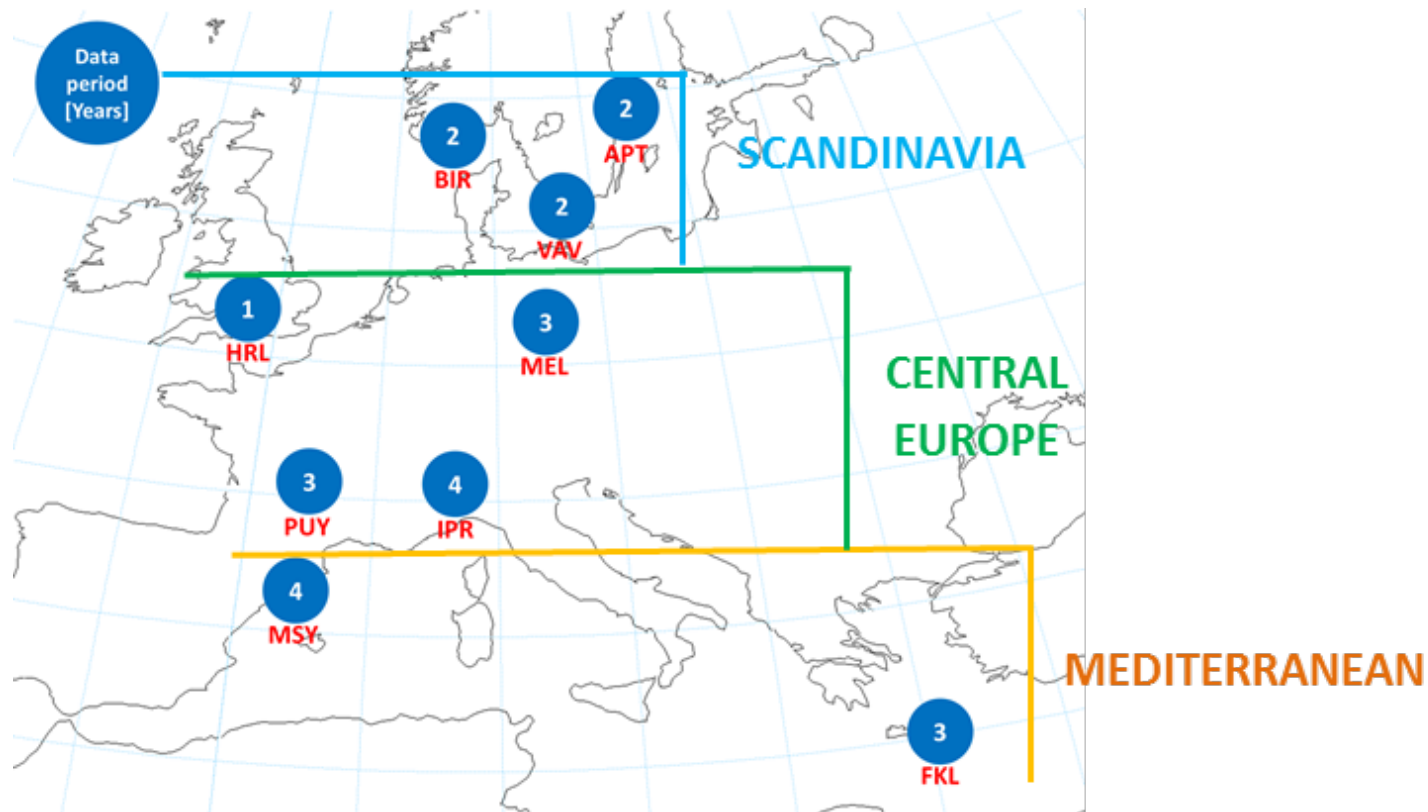 Data
period
[Years]
2
APT
2
BIR
SCANDINAVIA
2
VAV
1
HRL
3
MEL
CENTRAL
EUROPE
3
PUY
4
IPR
4
MSY
MEDITERRANEAN
3
FKL